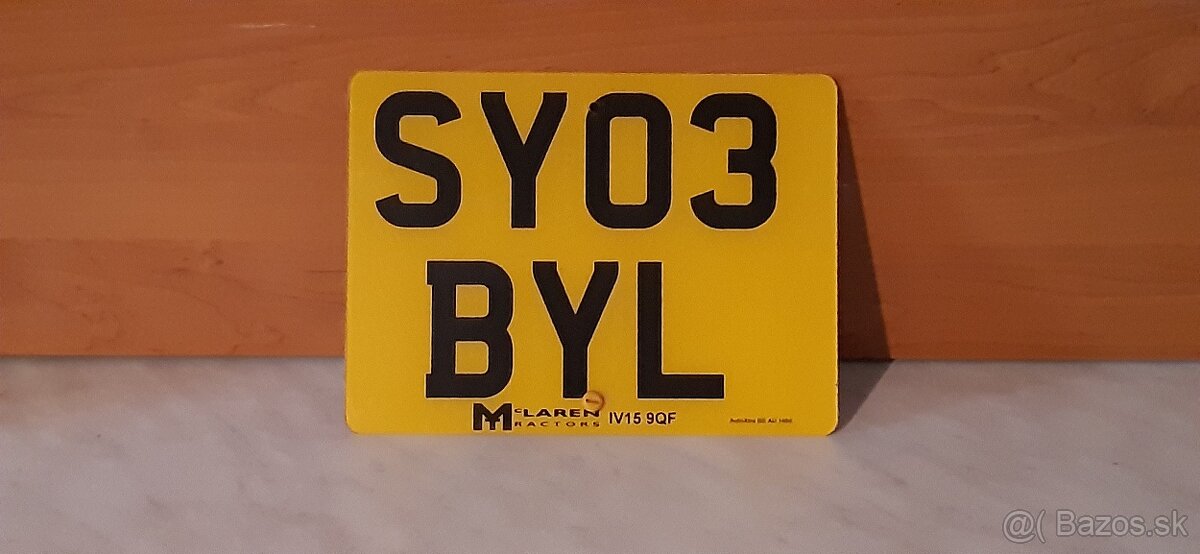 SY03
BYL
McLAREN
TRACTORS
IV15 9QF
@( Bazos.sk